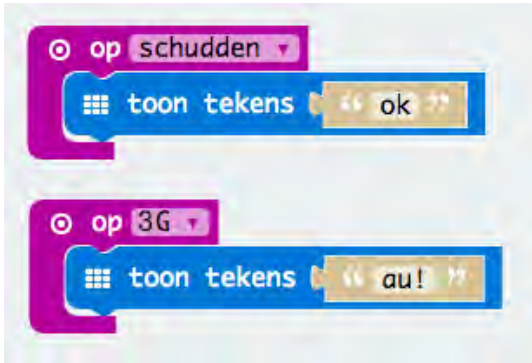 op schudden
toon tekens “ ok ”
op 3G
toon tekens “ au! ”